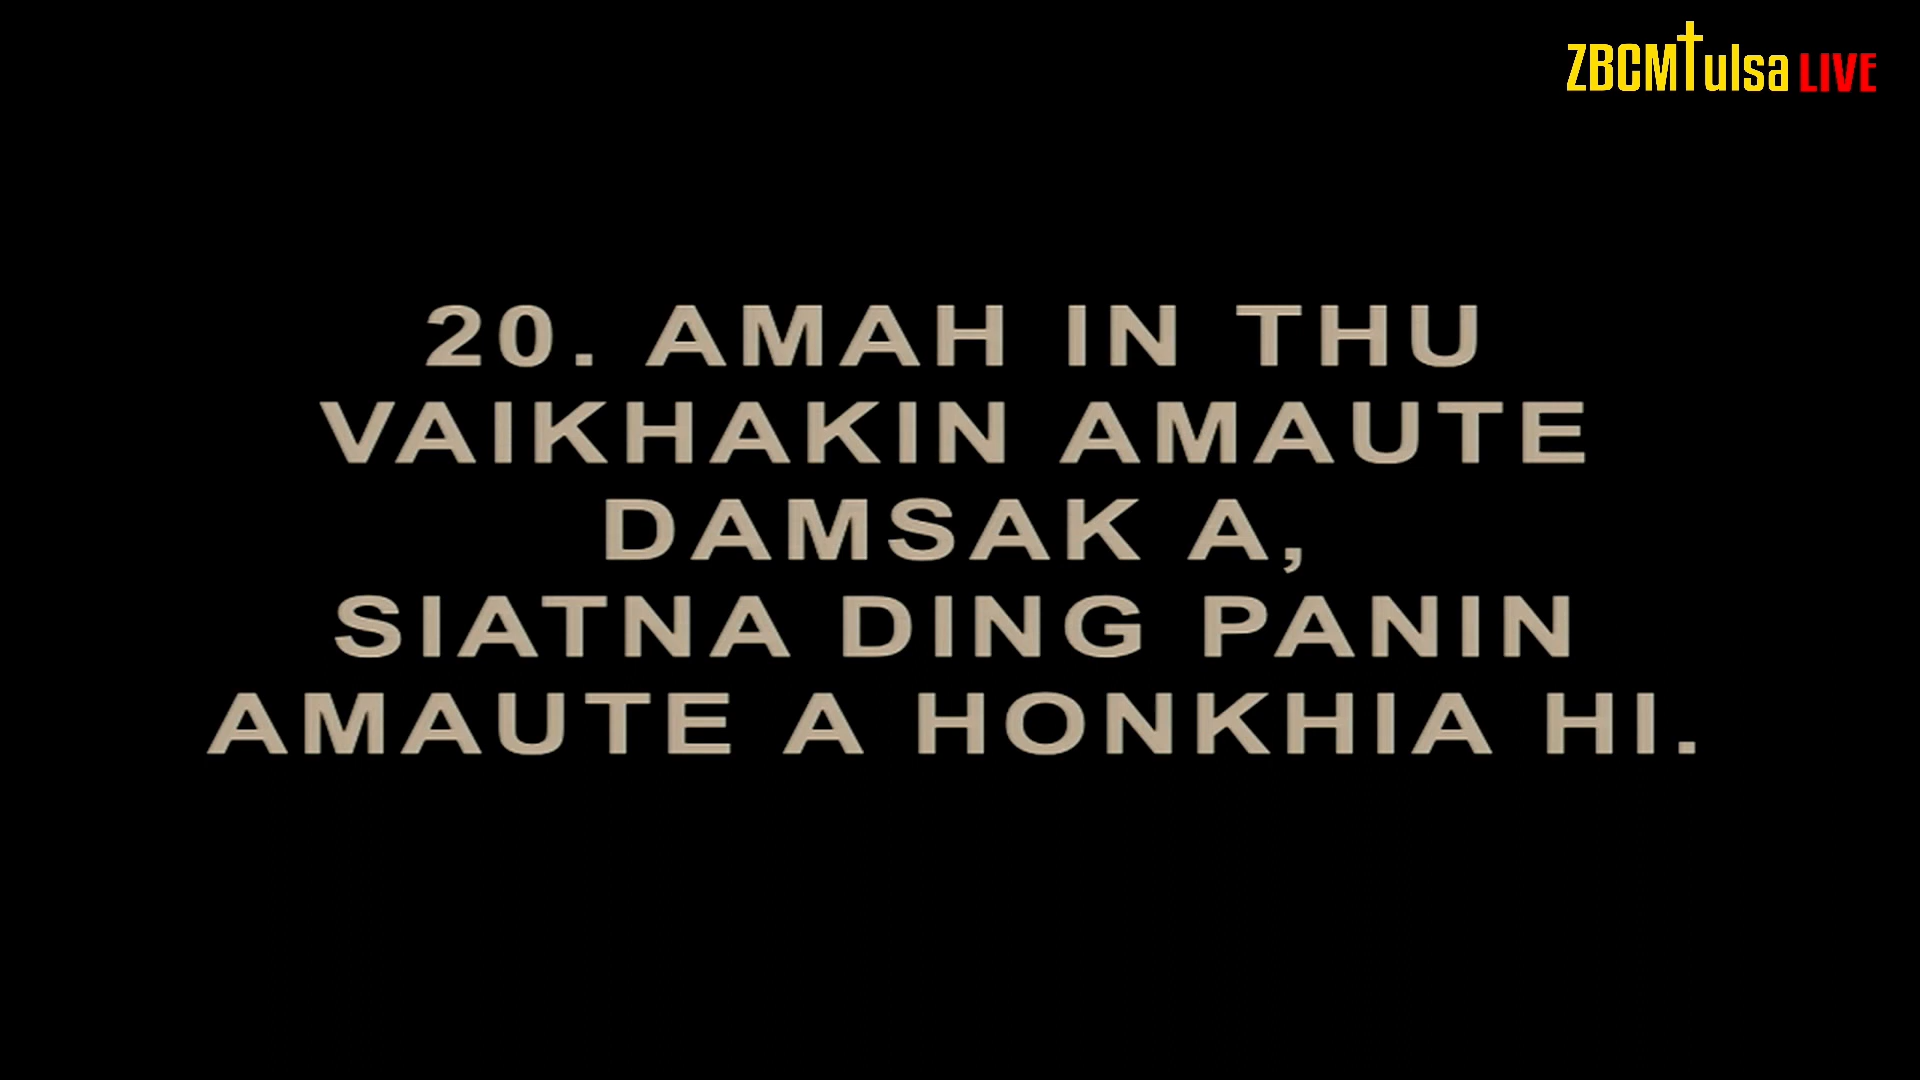 ZBCMTulsa LIVE
20. AMAH IN THU
VAIKHAKIN AMAUTE
DAMSAK A,
SIATNA DING PANIN
AMAUTE A HONKHIA HI.